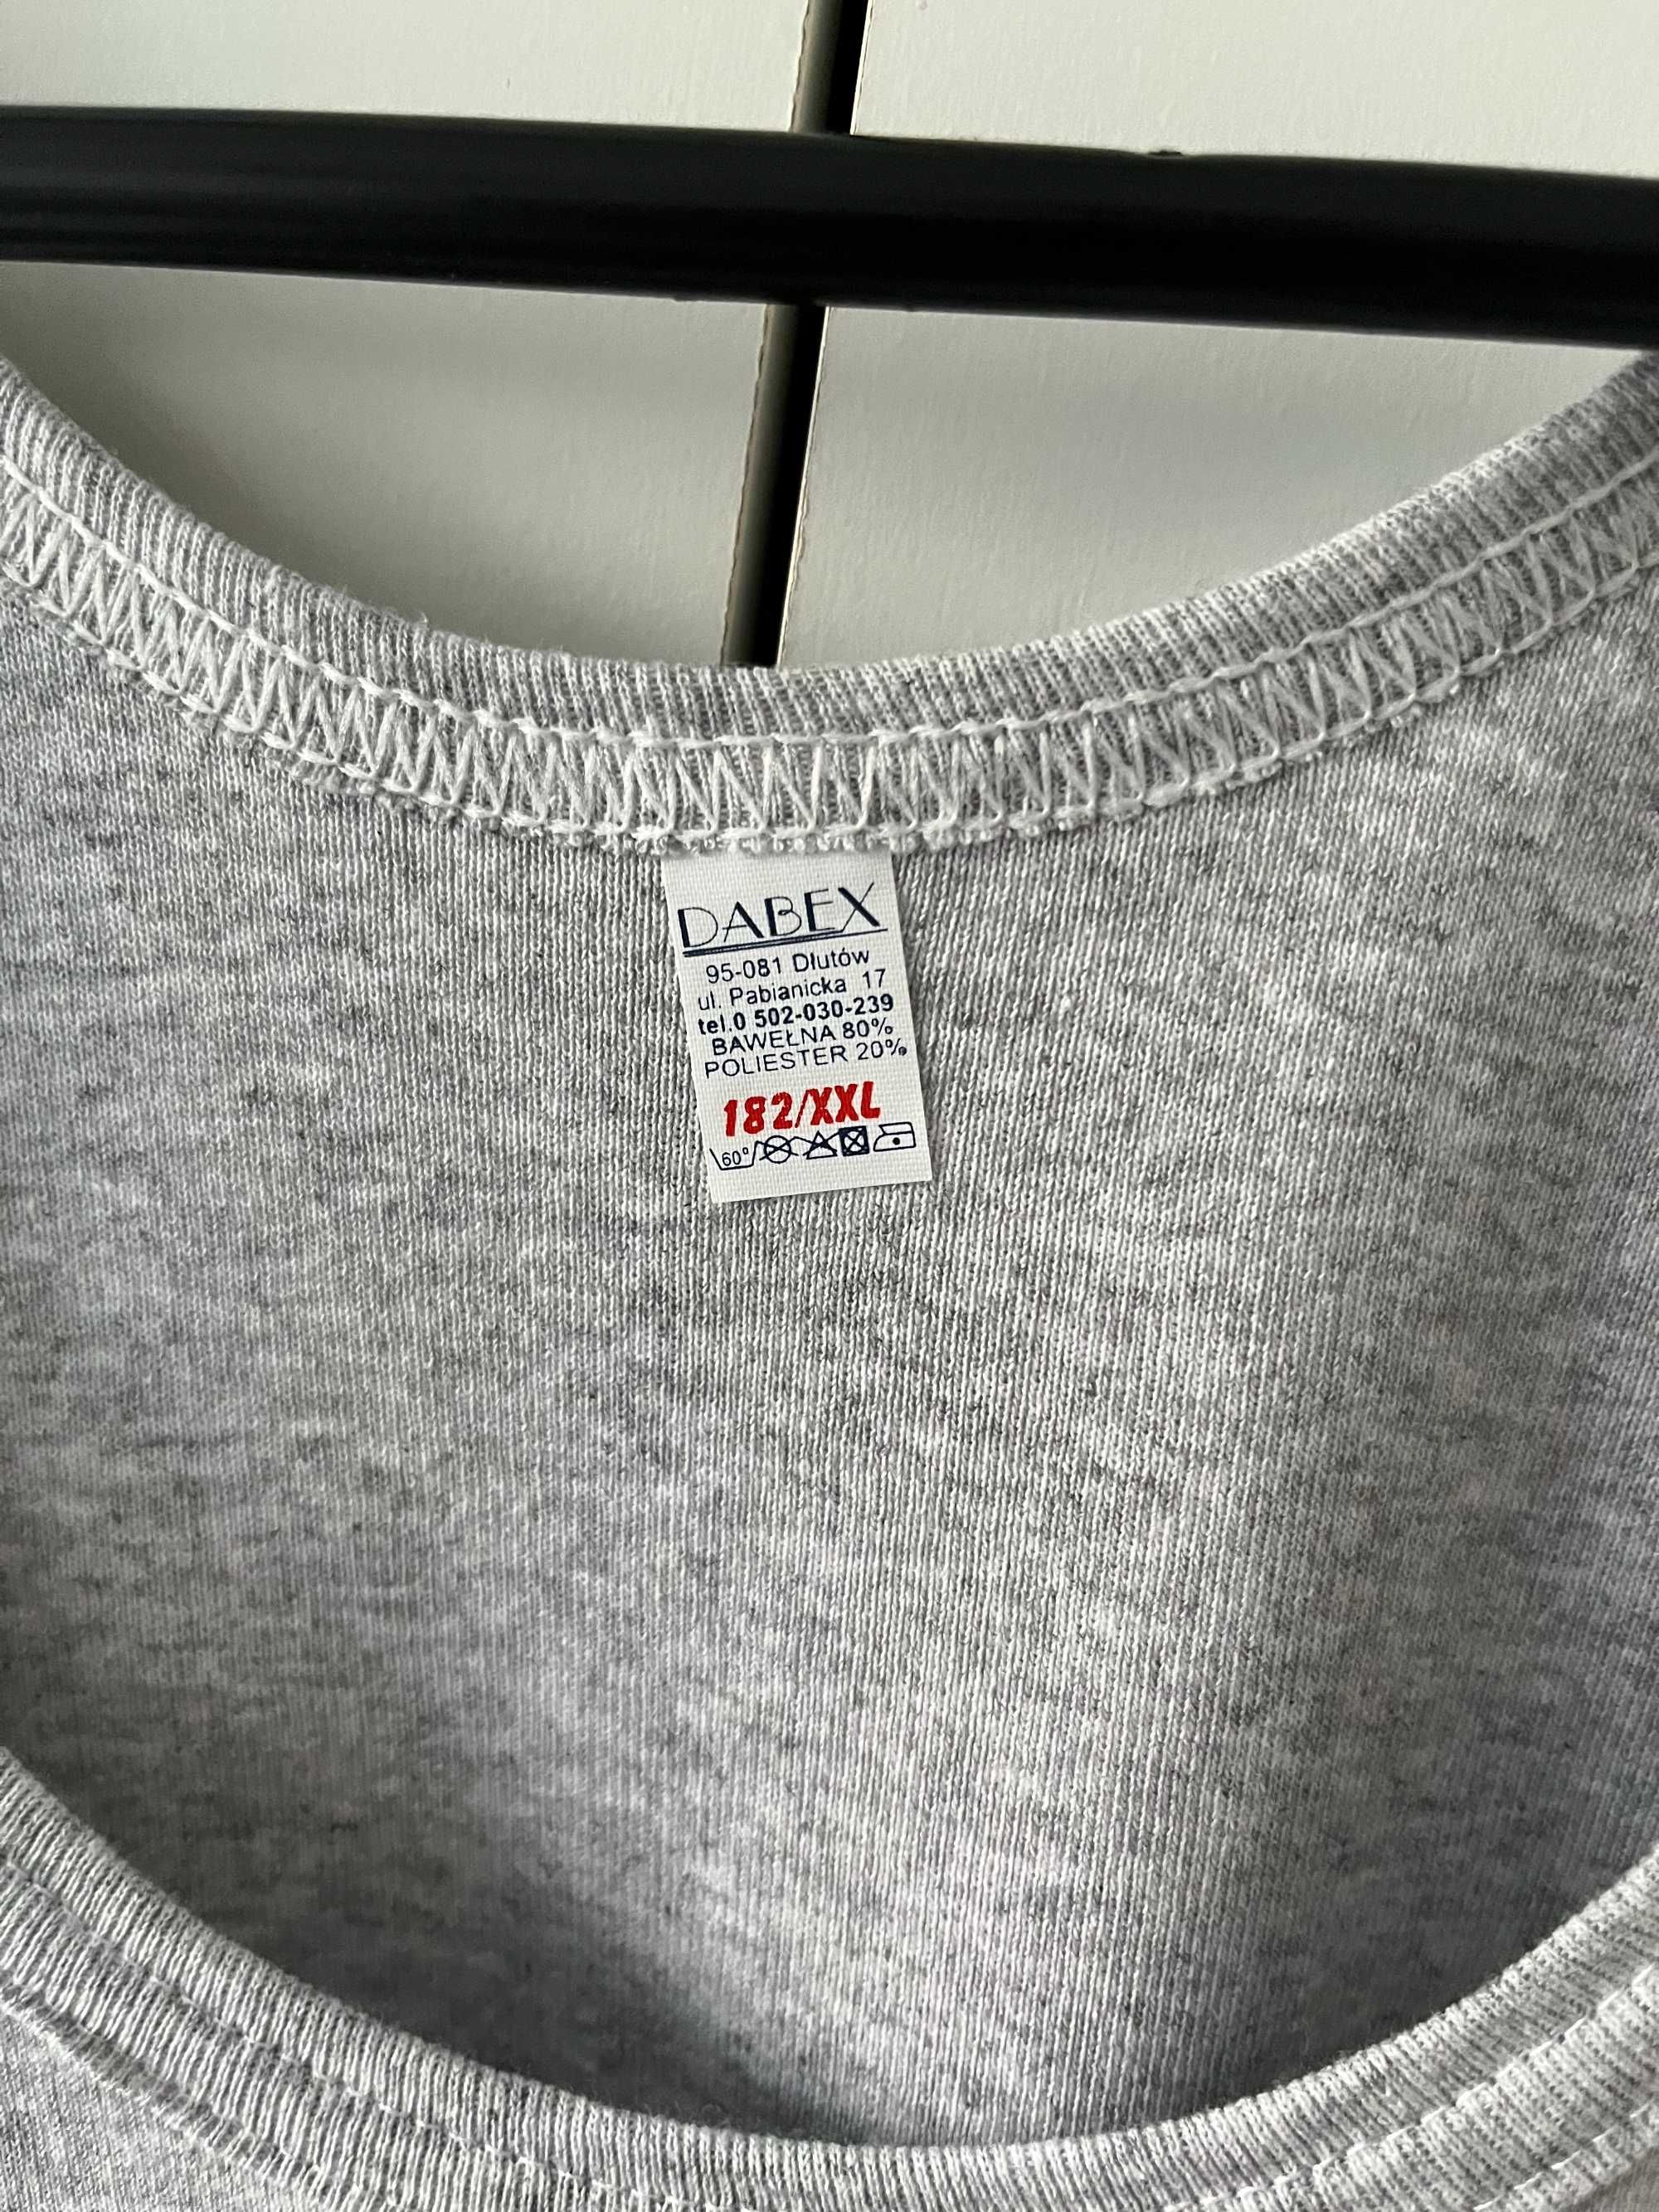 DABEX
95-081 Dłutów
ul. Pabianicka 17
tel.0 502-030-239
BAWEŁNA 80%
POLIESTER 20%
182/XXL
60°